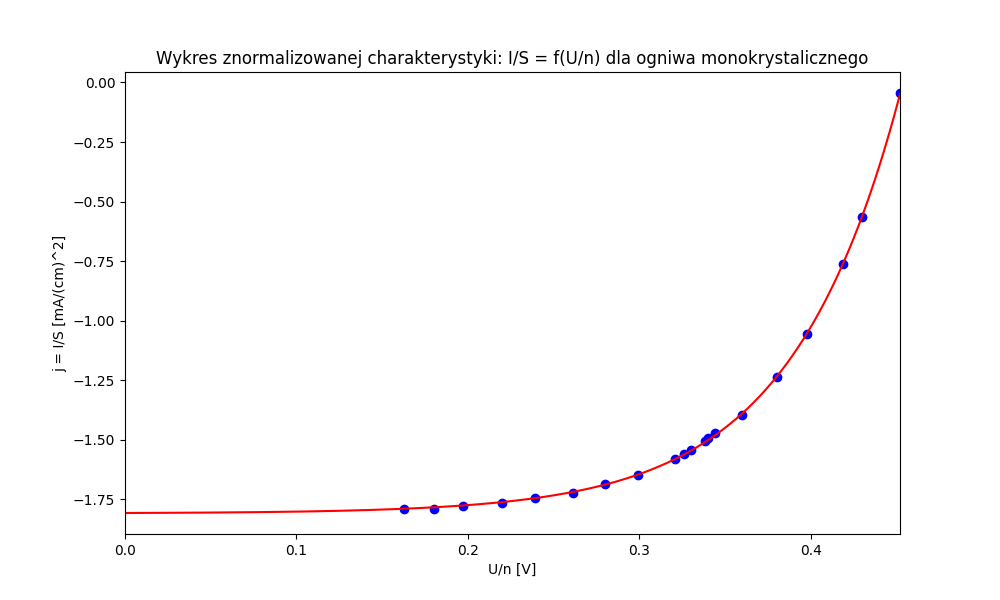 Wykres znormalizowanej charakterystyki: I/S = f(U/n) dla ogniwa monokrystalicznego
0.00
−0.25
−0.50
−0.75
−1.00
−1.25
−1.50
−1.75
j = I/S [mA/(cm)^2]
0.0 0.1 0.2 0.3 0.4
U/n [V]